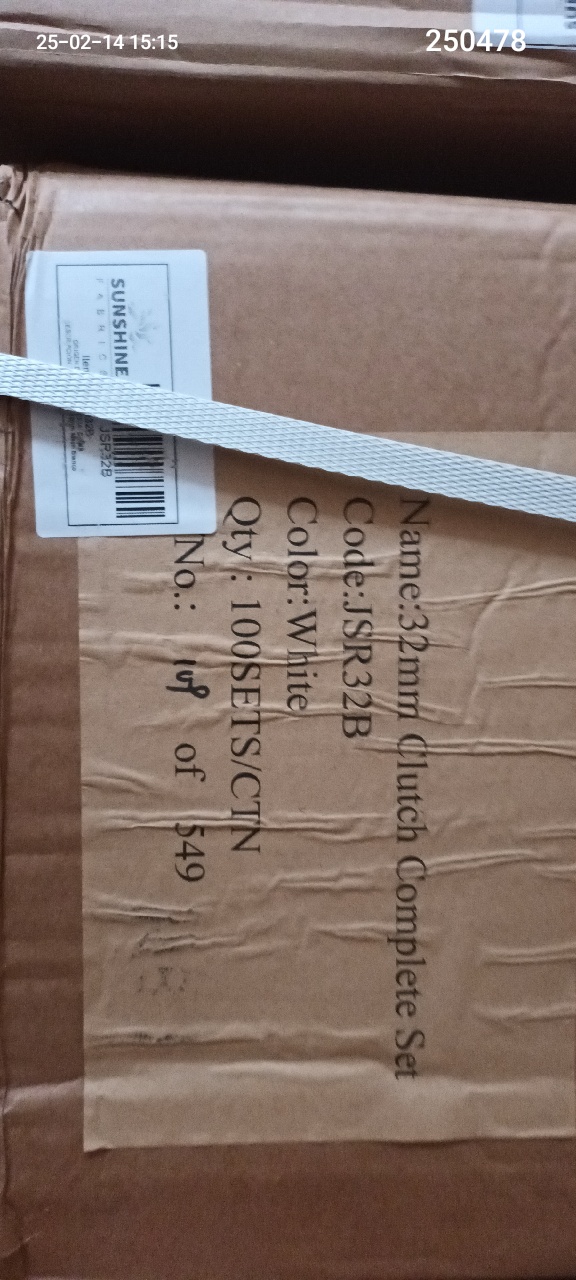 25-02-14 15:15
250478
SUNSHINE
FABRICS
JSR32B
Name:32mm Clutch Complete Set
Code:JSR32B
Color:White
Qty: 100SETS/CTN
No.: of 549